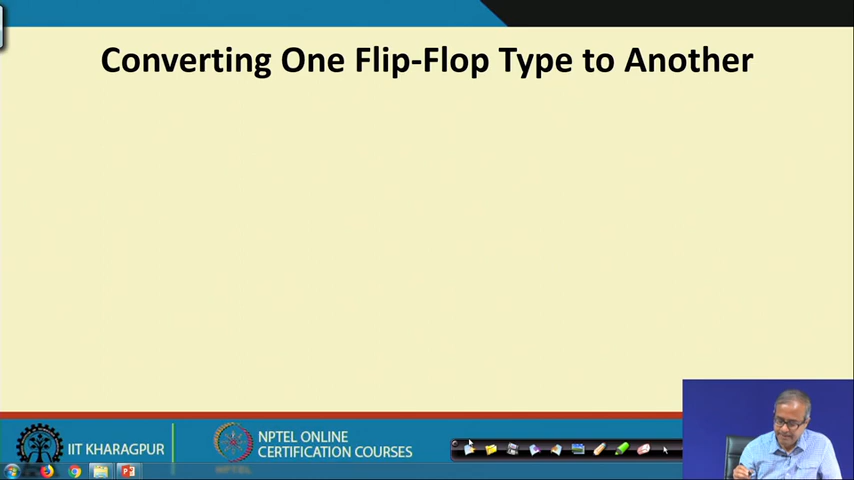 Converting One Flip-Flop Type to Another
IIT KHARAGPUR
NPTEL ONLINE
CERTIFICATION COURSES